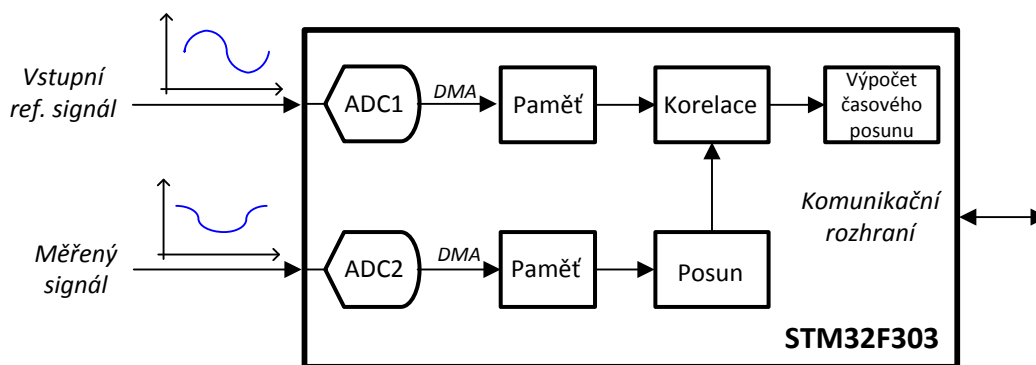 Vstupní
ref. signál
ADC1
DMA
Paměť
Korelace
Výpočet
časového
posunu
Komunikační
rozhraní
Měřený
signál
ADC2
DMA
Paměť
Posun
STM32F303